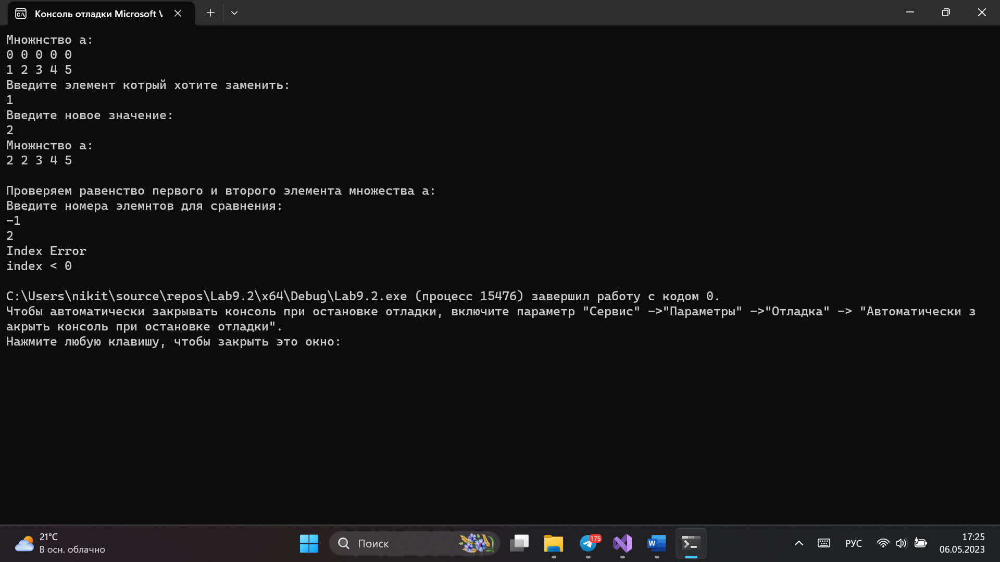 Консоль отладки Microsoft V
Множнство a:
0 0 0 0 0
1 2 3 4 5
Введите элемент котрый хотите заменить:
1
Введите новое значение:
2
Множнство a:
2 2 3 4 5
Проверяем равенство первого и второго элемента множества a:
Введите номера элемнтов для сравнения:
-1
2
Index Error
index < 0
C:\Users\nikit\source\repos\Lab9.2\x64\Debug\Lab9.2.exe (процесс 15476) завершил работу с кодом 0.
Чтобы автоматически закрывать консоль при остановке отладки, включите параметр "Сервис" ->"Параметры" ->"Отладка" -> "Автоматически з
акрыть консоль при остановке отладки".
Нажмите любую клавишу, чтобы закрыть это окно:
21°C
В осн. облачно
Поиск
175
РУС
17:25
06.05.2023